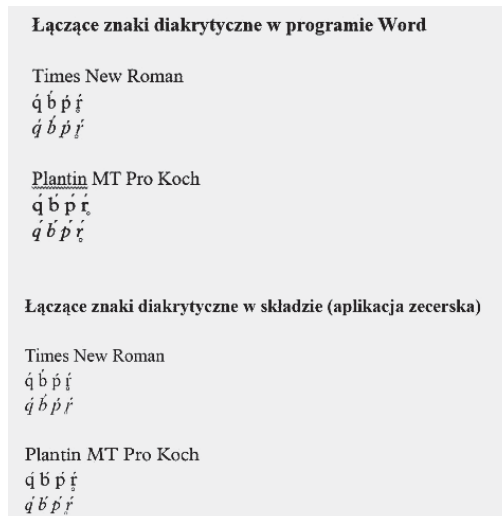 Łączące znaki diakrytyczne w programie Word
Times New Roman
q́ b́ ṕ ŕ̥
q́ b́ ṕ ŕ̥
Plantin MT Pro Koch
q́ b́ ṕ ŕ̥
q́ b́ ṕ ŕ̥
Łączące znaki diakrytyczne w składzie (aplikacja zecerska)
Times New Roman
q́ b́ ṕ ŕ̥
q́ b́ ṕ ŕ̥
Plantin MT Pro Koch
q́ b́ ṕ ŕ̥
q́ b́ ṕ ŕ̥